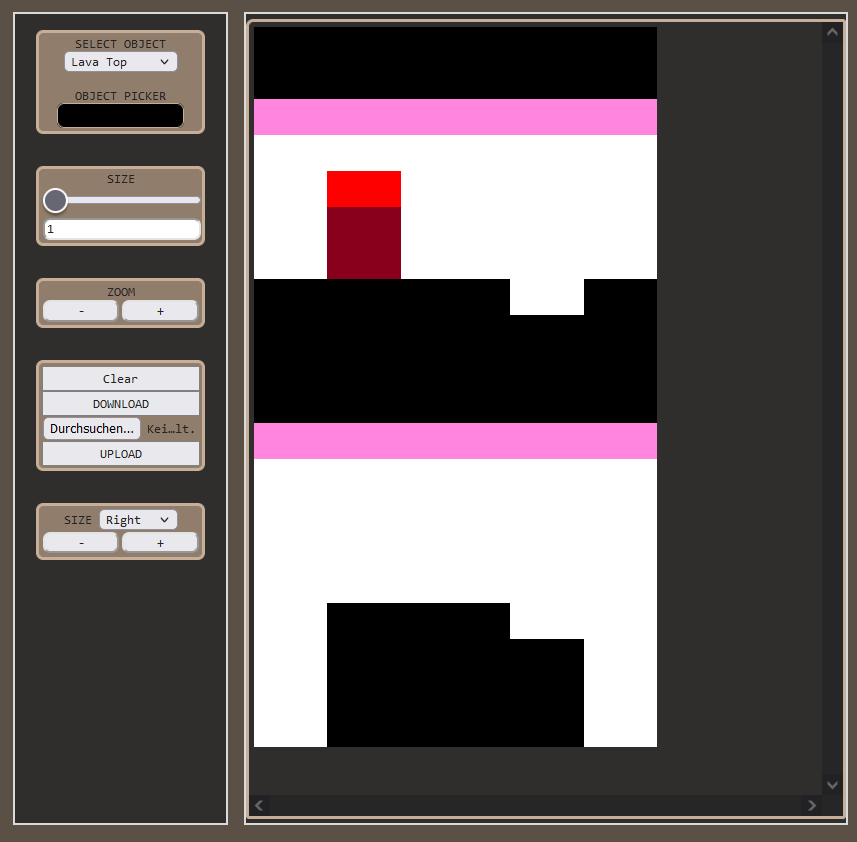 SELECT OBJECT
Lava Top
OBJECT PICKER
SIZE
1
ZOOM
- +
Clear
DOWNLOAD
Durchsuchen... Kei…lt.
UPLOAD
SIZE Right
- +